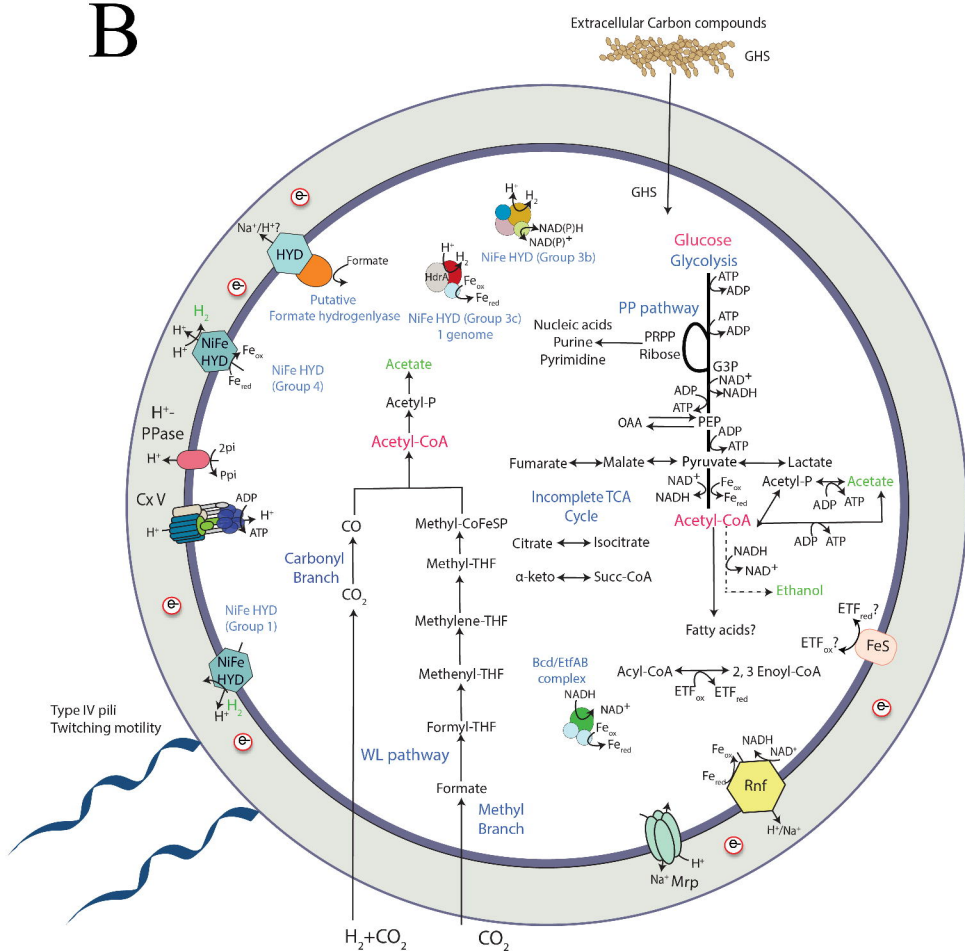 B
Extracellular Carbon compounds
GHS
GHS
e-
Na⁺/H⁺?
HYD
Formate
Putative
Formate hydrogenlyase
H⁺
H₂
NAD(P)H
NAD(P)⁺
NiFe HYD (Group 3b)
H⁺
H₂
HdrA
Feₒₓ
Fe_red
NiFe HYD (Group 3c)
1 genome
e-
H₂
H⁺
H⁺
NiFe
HYD
Feₒₓ
Fe_red
NiFe HYD
(Group 4)
H⁺-
PPase
H⁺
2pi
Ppi
Cx V
H⁺
ADP
H⁺
ATP
e-
NiFe HYD
(Group 1)
NiFe
HYD
H⁺
H₂
e-
Type IV pili
Twitching motility
Acetate
Acetyl-P
Acetyl-CoA
CO
Carbonyl
Branch
CO₂
Methyl-CoFeSP
Methyl-THF
Methylene-THF
Methenyl-THF
Formyl-THF
WL pathway
Formate
Methyl
Branch
H₂+CO₂
CO₂
Glucose
Glycolysis
ATP
ADP
PP pathway
ATP
ADP
Nucleic acids
Purine
Pyrimidine
PRPP
Ribose
G3P
NAD⁺
NADH
ADP
ATP
OAA
PEP
ADP
ATP
Fumarate
Malate
Pyruvate
Lactate
NAD⁺
NADH
Feₒₓ
Fe_red
Acetyl-P
Acetate
ADP
ATP
Incomplete TCA
Cycle
Acetyl-CoA
ADP
ATP
Citrate
Isocitrate
NADH
NAD⁺
α-keto
Succ-CoA
Ethanol
Fatty acids?
ETF_red?
ETFₒₓ?
FeS
Bcd/EtfAB
complex
NADH
NAD⁺
Feₒₓ
Fe_red
Acyl-CoA
2, 3 Enoyl-CoA
ETFₒₓ
ETF_red
e-
Feₒₓ
Fe_red
NADH
NAD⁺
Rnf
H⁺/Na⁺
e-
H⁺
Na⁺
Mrp